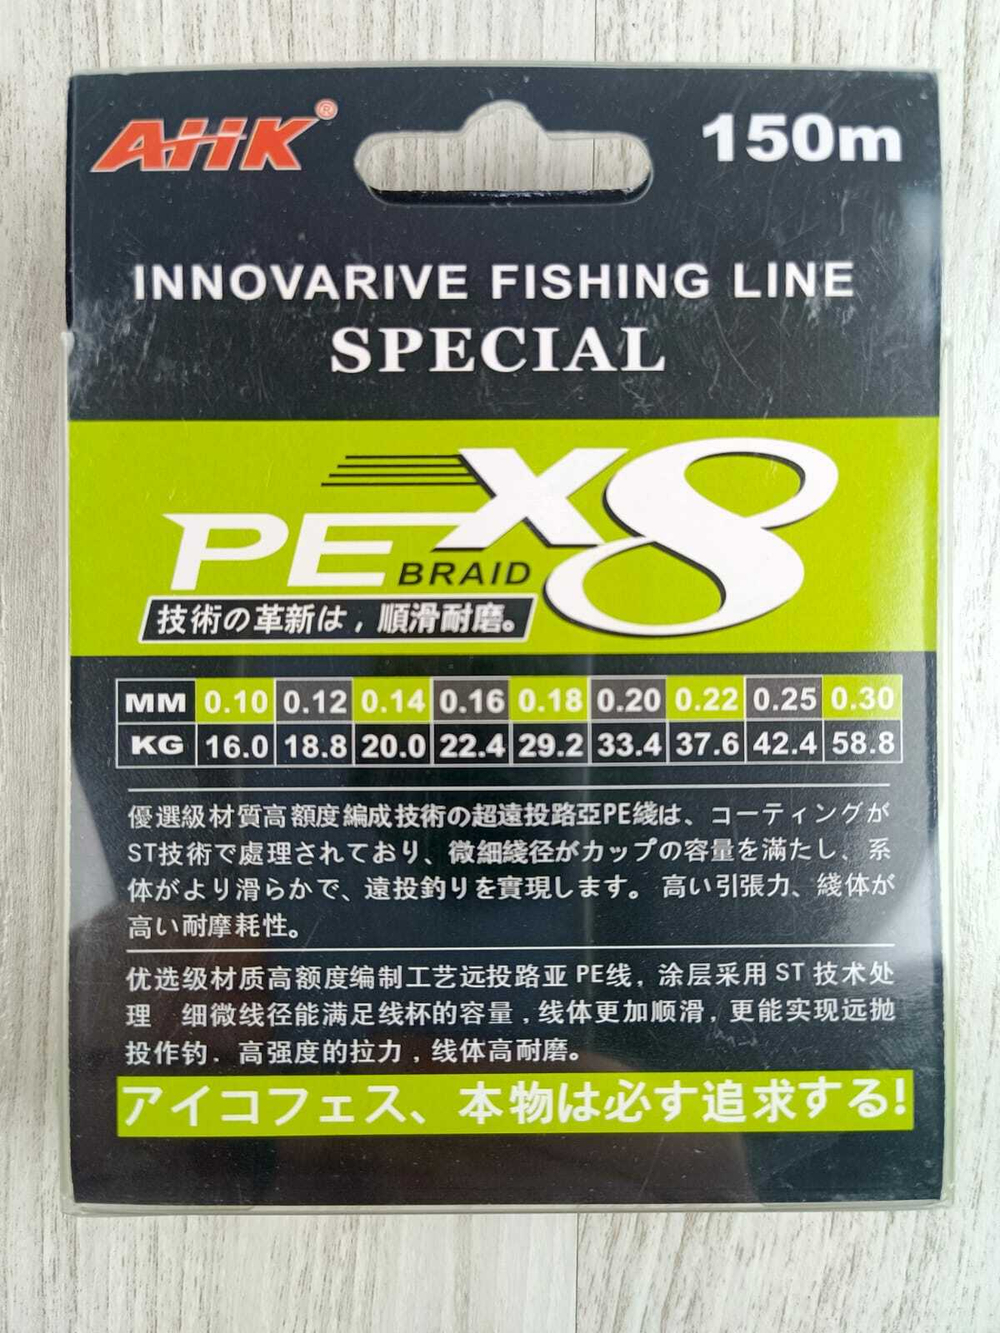 AHK®
150m
INNOVARIVE FISHING LINE
SPECIAL
PE X8
BRAID
技術の革新は，順滑耐磨。
MM 0.10 0.12 0.14 0.16 0.18 0.20 0.22 0.25 0.30
KG 16.0 18.8 20.0 22.4 29.2 33.4 37.6 42.4 58.8
優選級材質高額度編成技術の超遠投路亞PE綫は、コーティングが
ST技術で處理されており、微細綫径がカップの容量を滿たし、系
体がより滑らかで、遠投釣りを實現します。 高い引張力、綫体が
高い耐摩耗性。
优选级材质高额度编制工艺远投路亚 PE线，涂层采用 ST 技术处
理 细微线径能满足线杯的容量，线体更加顺滑，更能实现远抛
投作钓．高强度的拉力，线体高耐磨。
アイコフェス、本物は必す追求する!